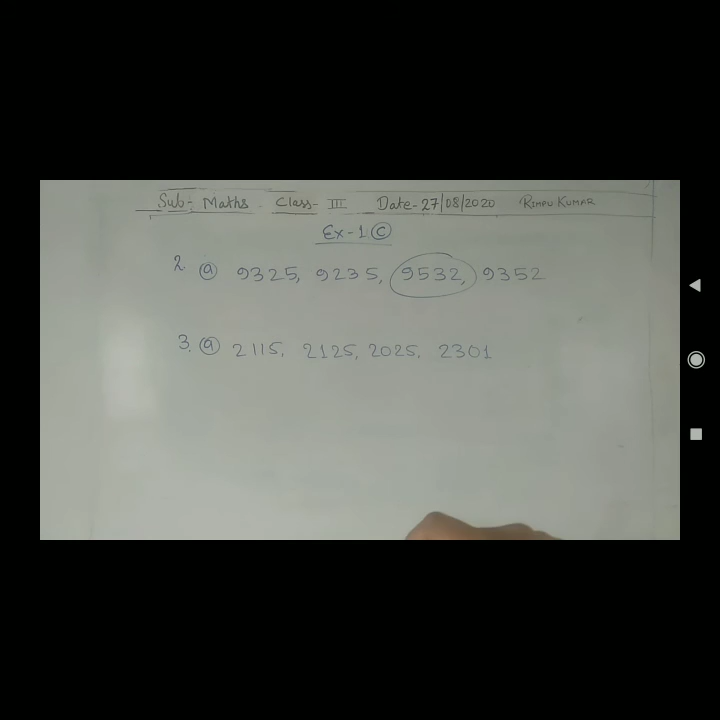 Sub:- Maths Class- III Date- 27/08/2020 RIMPU KUMAR
Ex-1 (C)
2. (a) 9325, 9235, 9532, 9352
3. (a) 2115, 2125, 2025, 2301